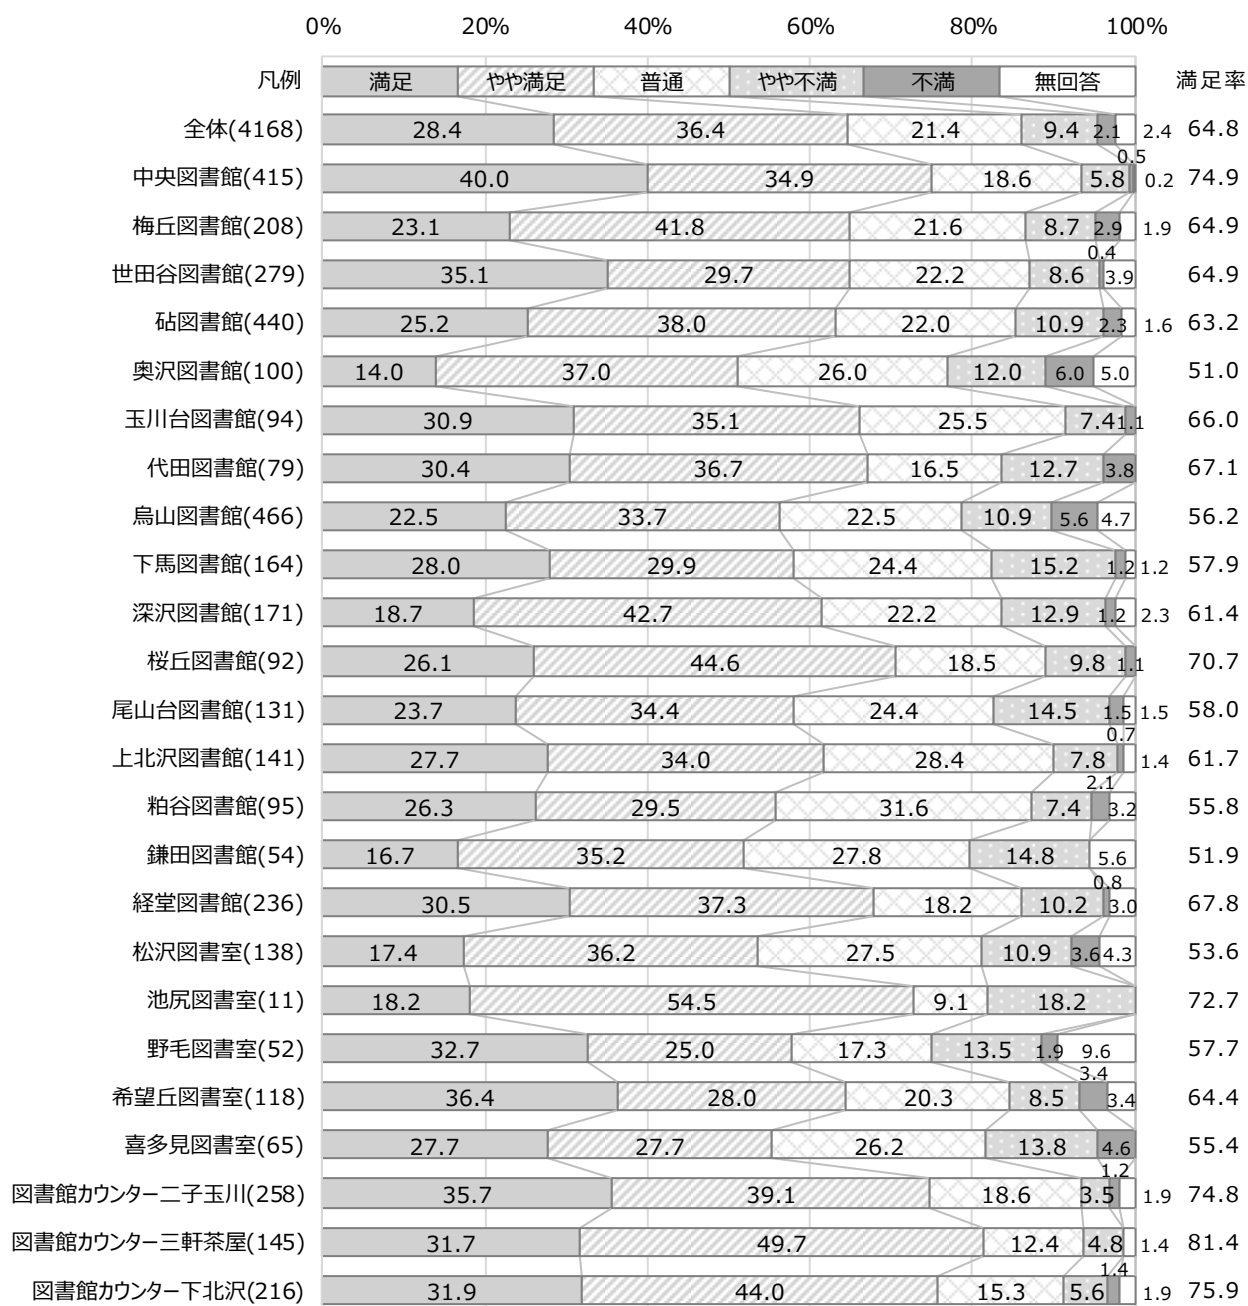 0% 20% 40% 60% 80% 100%
凡例 満足 やや満足 普通 やや不満 不満 無回答 満足率
全体(4168) 28.4 36.4 21.4 9.4 2.1 2.4 64.8
中央図書館(415) 40.0 34.9 18.6 5.8 0.5 0.2 74.9
梅丘図書館(208) 23.1 41.8 21.6 8.7 2.9 1.9 64.9
世田谷図書館(279) 35.1 29.7 22.2 8.6 0.4 3.9 64.9
砧図書館(440) 25.2 38.0 22.0 10.9 2.3 1.6 63.2
奥沢図書館(100) 14.0 37.0 26.0 12.0 6.0 5.0 51.0
玉川台図書館(94) 30.9 35.1 25.5 7.4 1.1 66.0
代田図書館(79) 30.4 36.7 16.5 12.7 3.8 67.1
烏山図書館(466) 22.5 33.7 22.5 10.9 5.6 4.7 56.2
下馬図書館(164) 28.0 29.9 24.4 15.2 1.2 1.2 57.9
深沢図書館(171) 18.7 42.7 22.2 12.9 1.2 2.3 61.4
桜丘図書館(92) 26.1 44.6 18.5 9.8 1.1 70.7
尾山台図書館(131) 23.7 34.4 24.4 14.5 1.5 1.5 58.0
上北沢図書館(141) 27.7 34.0 28.4 7.8 0.7 1.4 61.7
粕谷図書館(95) 26.3 29.5 31.6 7.4 2.1 3.2 55.8
鎌田図書館(54) 16.7 35.2 27.8 14.8 5.6 51.9
経堂図書館(236) 30.5 37.3 18.2 10.2 0.8 3.0 67.8
松沢図書室(138) 17.4 36.2 27.5 10.9 3.6 4.3 53.6
池尻図書室(11) 18.2 54.5 9.1 18.2 72.7
野毛図書室(52) 32.7 25.0 17.3 13.5 1.9 9.6 57.7
希望丘図書室(118) 36.4 28.0 20.3 8.5 3.4 3.4 64.4
喜多見図書室(65) 27.7 27.7 26.2 13.8 4.6 55.4
図書館カウンター二子玉川(258) 35.7 39.1 18.6 3.5 1.2 1.9 74.8
図書館カウンター三軒茶屋(145) 31.7 49.7 12.4 4.8 1.4 81.4
図書館カウンター下北沢(216) 31.9 44.0 15.3 5.6 1.4 1.9 75.9